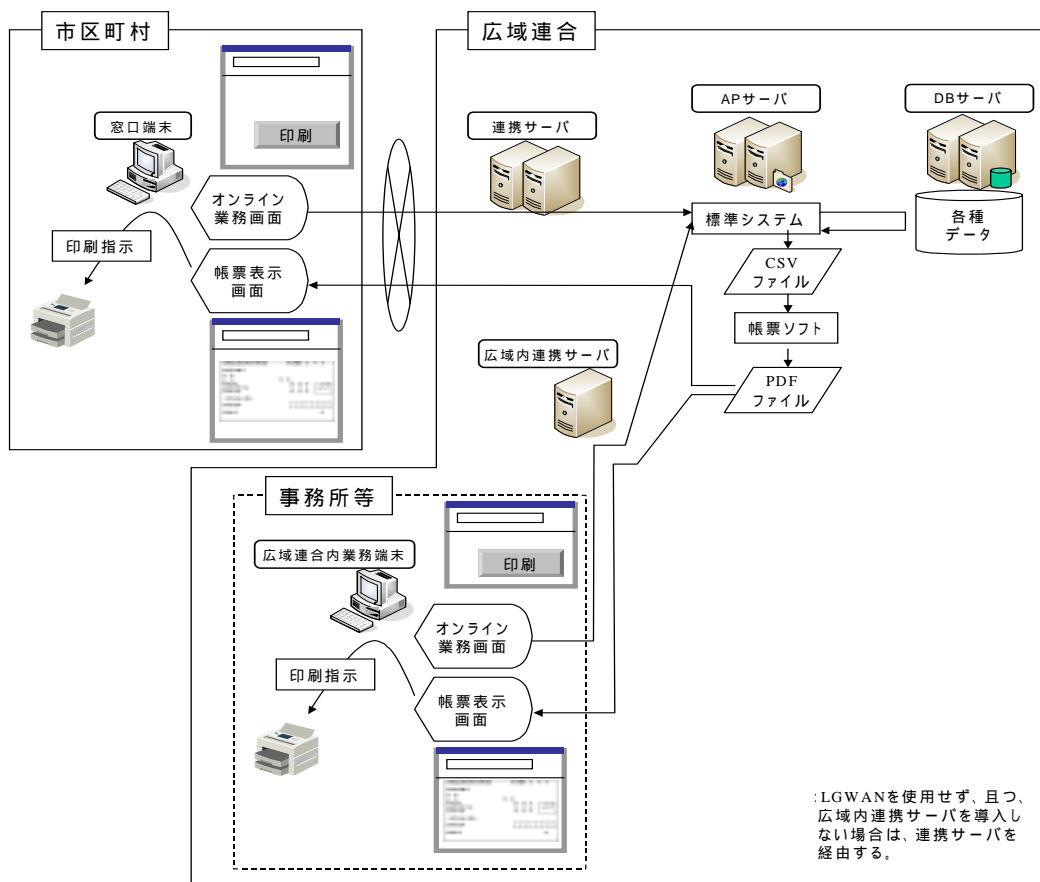 市区町村
広域連合
窓口端末
印刷
オンライン
業務画面
印刷指示
帳票表示
画面
連携サーバ
APサーバ
DBサーバ
標準システム
各種
データ
CSV
ファイル
帳票ソフト
PDF
ファイル
広域内連携サーバ
事務所等
広域連合内業務端末
印刷
オンライン
業務画面
印刷指示
帳票表示
画面
:LGWANを使用せず、且つ、
広域内連携サーバを導入し
ない場合は、連携サーバを
経由する。